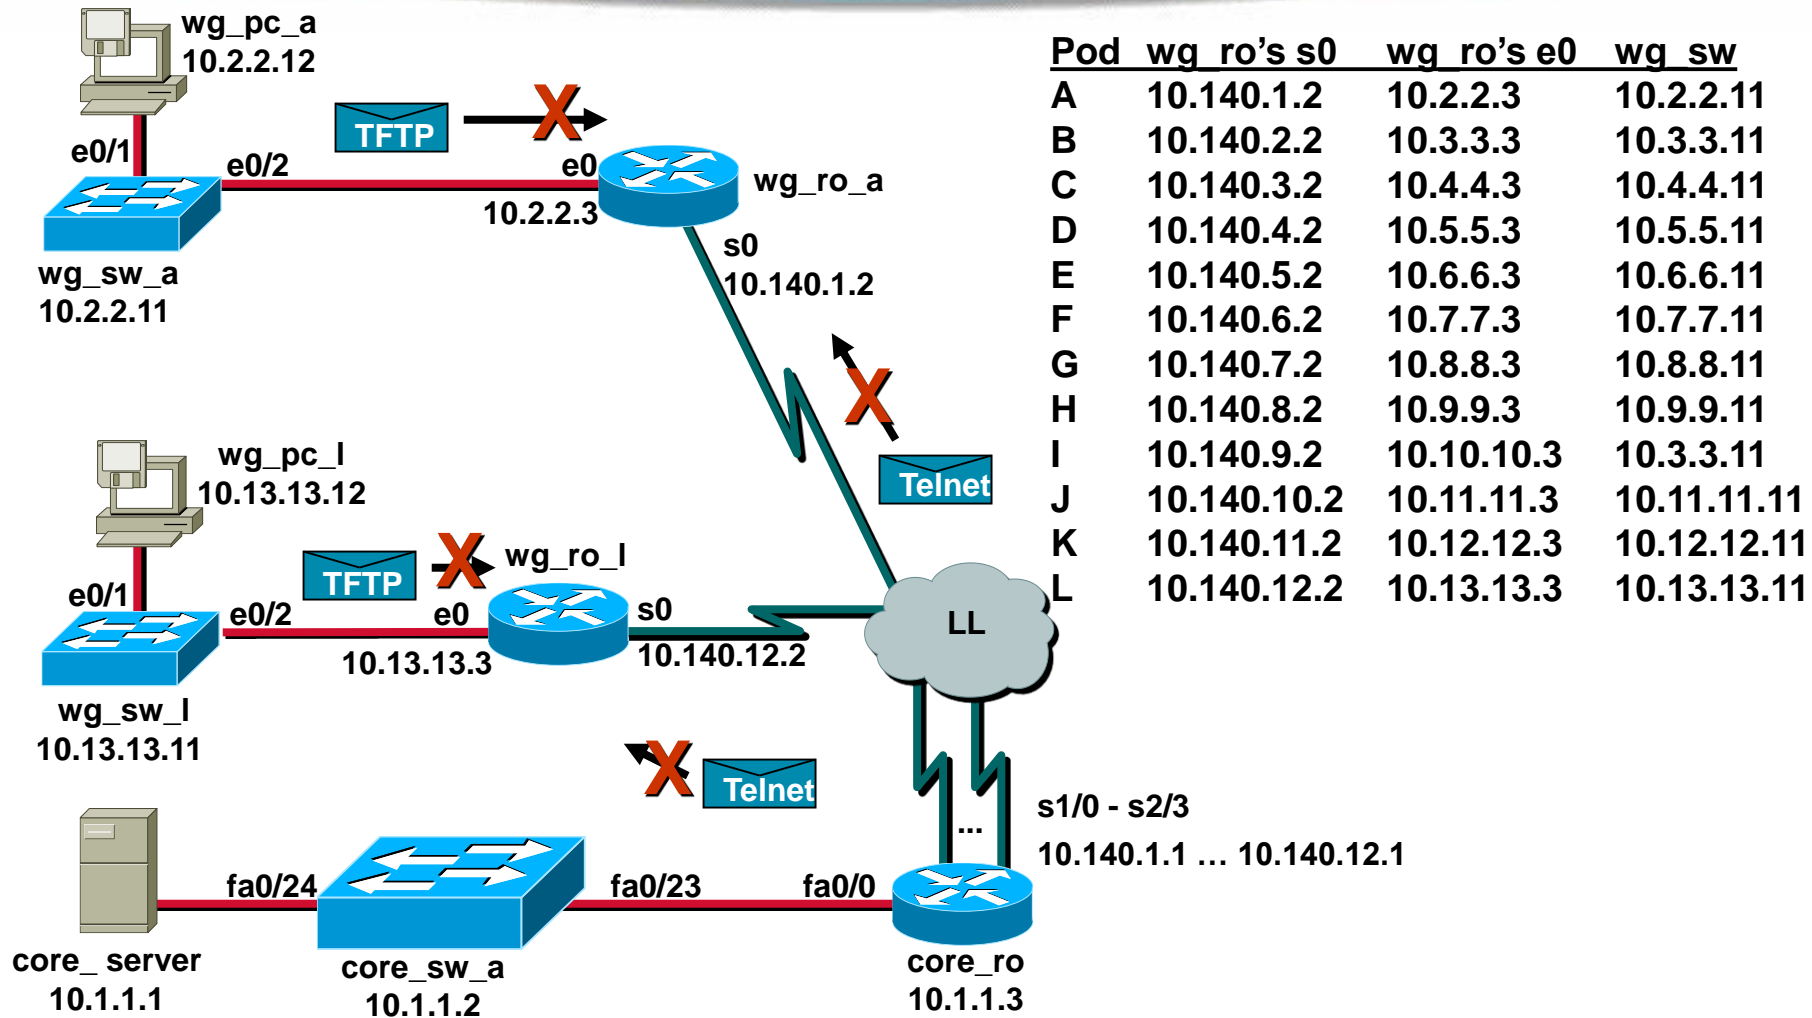 wg_pc_a
10.2.2.12
TFTP
e0/1
e0/2
e0
10.2.2.3
wg_ro_a
wg_sw_a
10.2.2.11
s0
10.140.1.2
Telnet
wg_pc_l
10.13.13.12
TFTP
wg_ro_l
e0/1
e0/2
e0
s0
10.13.13.3
10.140.12.2
LL
wg_sw_l
10.13.13.11
Telnet
...
s1/0 - s2/3
10.140.1.1 … 10.140.12.1
fa0/24
fa0/23
fa0/0
core_ server
10.1.1.1
core_sw_a
10.1.1.2
core_ro
10.1.1.3
Pod wg_ro’s s0 wg_ro’s e0 wg_sw
A 10.140.1.2 10.2.2.3 10.2.2.11
B 10.140.2.2 10.3.3.3 10.3.3.11
C 10.140.3.2 10.4.4.3 10.4.4.11
D 10.140.4.2 10.5.5.3 10.5.5.11
E 10.140.5.2 10.6.6.3 10.6.6.11
F 10.140.6.2 10.7.7.3 10.7.7.11
G 10.140.7.2 10.8.8.3 10.8.8.11
H 10.140.8.2 10.9.9.3 10.9.9.11
I 10.140.9.2 10.10.10.3 10.3.3.11
J 10.140.10.2 10.11.11.3 10.11.11.11
K 10.140.11.2 10.12.12.3 10.12.12.11
L 10.140.12.2 10.13.13.3 10.13.13.11